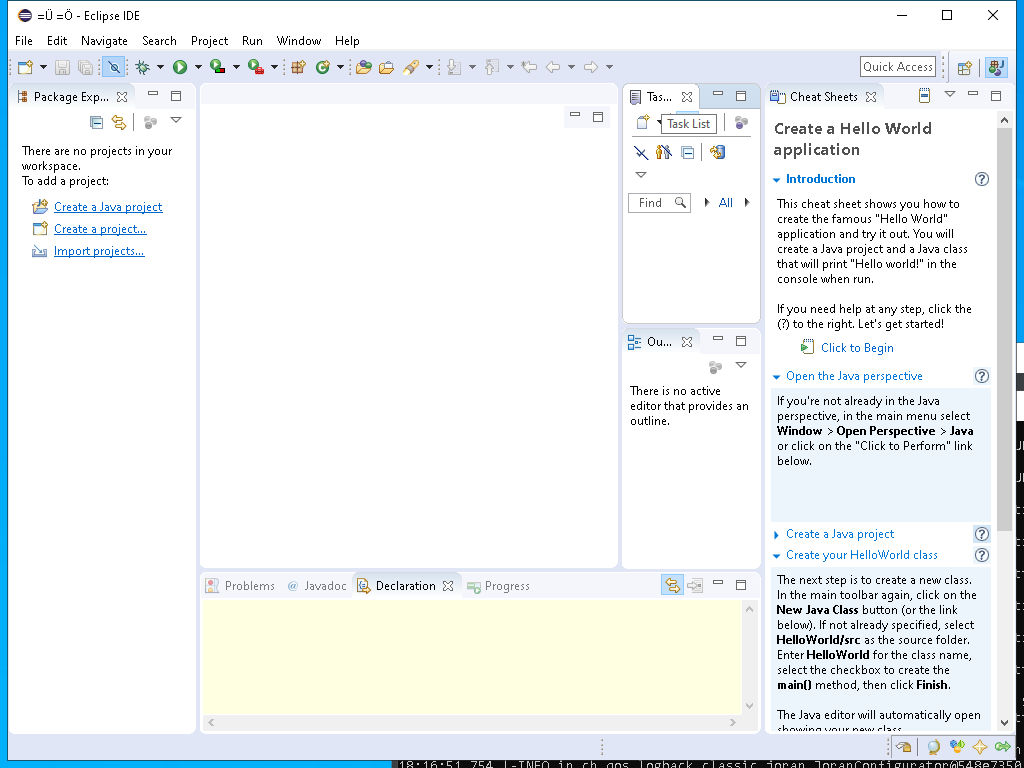 =Ü =Ö - Eclipse IDE
File Edit Navigate Search Project Run Window Help
Quick Access
Package Exp...
There are no projects in your
workspace.
To add a project:
Create a Java project
Create a project...
Import projects...
Tas...
Task List
Find
All
Ou...
There is no active
editor that provides an
outline.
Problems @ Javadoc Declaration Progress
Cheat Sheets
Create a Hello World
application
Introduction
This cheat sheet shows you how to
create the famous "Hello World"
application and try it out. You will
create a Java project and a Java class
that will print "Hello world!" in the
console when run.
If you need help at any step, click the
(?) to the right. Let's get started!
Click to Begin
Open the Java perspective
If you're not already in the Java
perspective, in the main menu select
Window > Open Perspective > Java
or click on the "Click to Perform" link
below.
Create a Java project
Create your HelloWorld class
The next step is to create a new class.
In the main toolbar again, click on the
New Java Class button (or the link
below). If not already specified, select
HelloWorld/src as the source folder.
Enter HelloWorld for the class name,
select the checkbox to create the
main() method, then click Finish.
The Java editor will automatically open
showing your new class.
18:16:51,754 |-INFO in ch.qos.logback.classic.joran.JoranConfigurator@548e7350